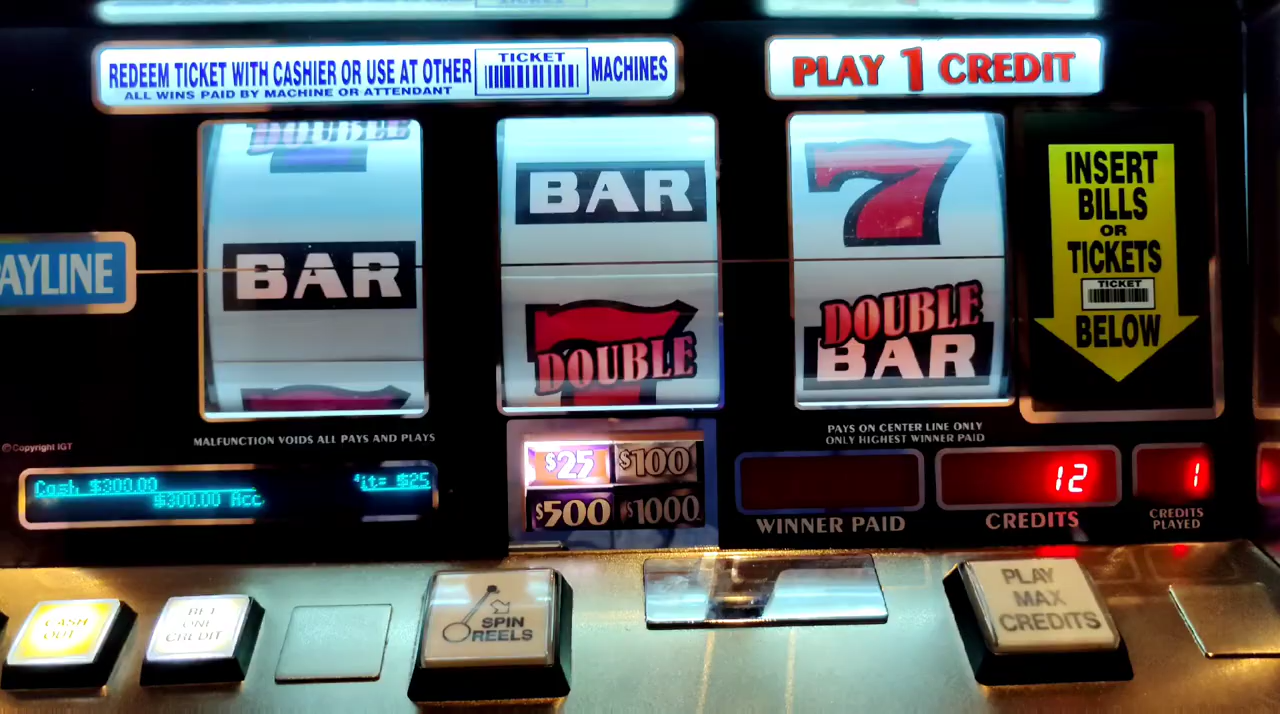 REDEEM TICKET WITH CASHIER OR USE AT OTHER TICKET MACHINES
ALL WINS PAID BY MACHINE OR ATTENDANT
PLAY 1 CREDIT
DOUBLE
BAR
BAR
DOUBLE
7
DOUBLE
BAR
INSERT
BILLS
OR
TICKETS
TICKET
BELOW
AYLINE
©Copyright IGT
MALFUNCTION VOIDS ALL PAYS AND PLAYS
PAYS ON CENTER LINE ONLY
ONLY HIGHEST WINNER PAID
Cash $300.00
it= $25
$300.00 Acc
$25 $100
$500 $1000
WINNER PAID
12
CREDITS
1
CREDITS
PLAYED
CASH
OUT
BET
ONE
CREDIT
SPIN
REELS
PLAY
MAX
CREDITS